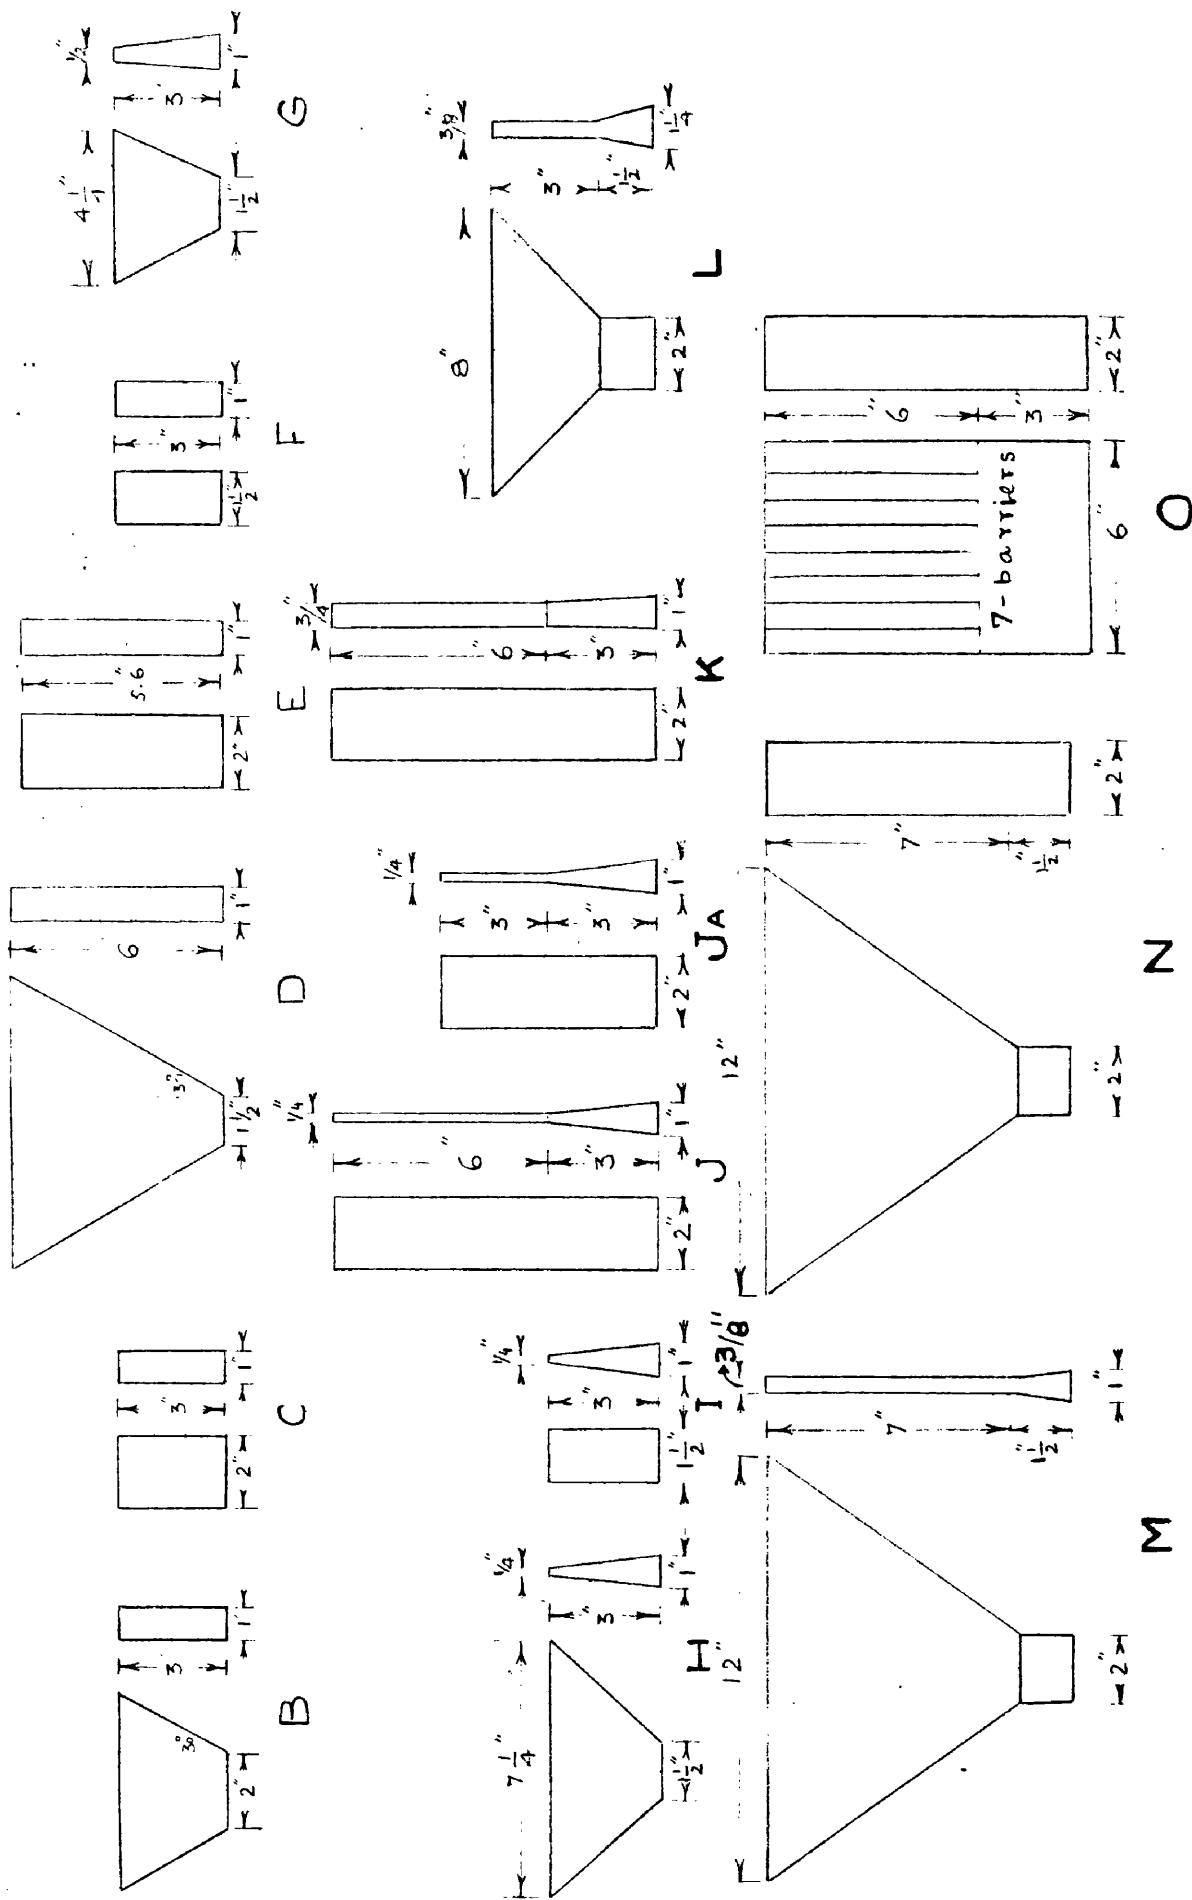 3" 1" 2" 30° B
3" 1" 2" C
6" 1" 1½" 30° D
5.6" 2" 1" E
3" 1½" 1" F
4½" 3" ½" 1½" 1" G
7¼" 3" ¼" 1½" 1" H
3" ¼" 1½" 1" I
6" 3" ¼" 2" 1" J
3" 3" ¼" 2" 1" JA
6" 3" ¾" 2" 1" K
8" 3" 1½" ⅜" 2" 1¼" L
12" 7" 1½" 3/8" 2" 1" M
12" 7" 1½" 2" 2" N
6" 3" 7-barriers 6" 2" O